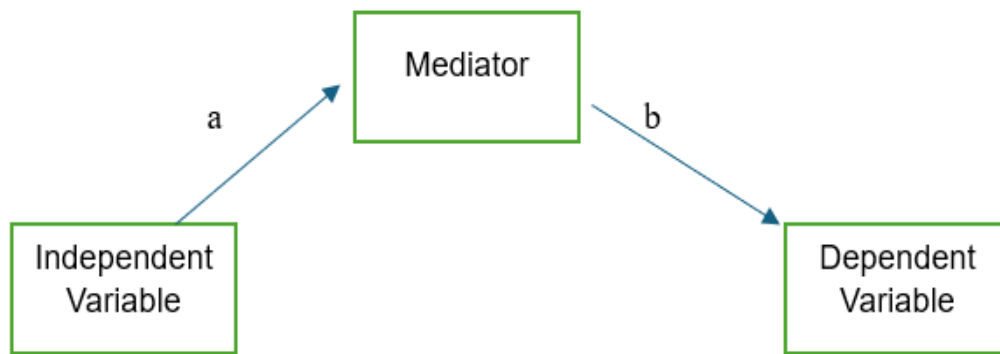 Mediator
a
b
Independent
Variable
Dependent
Variable